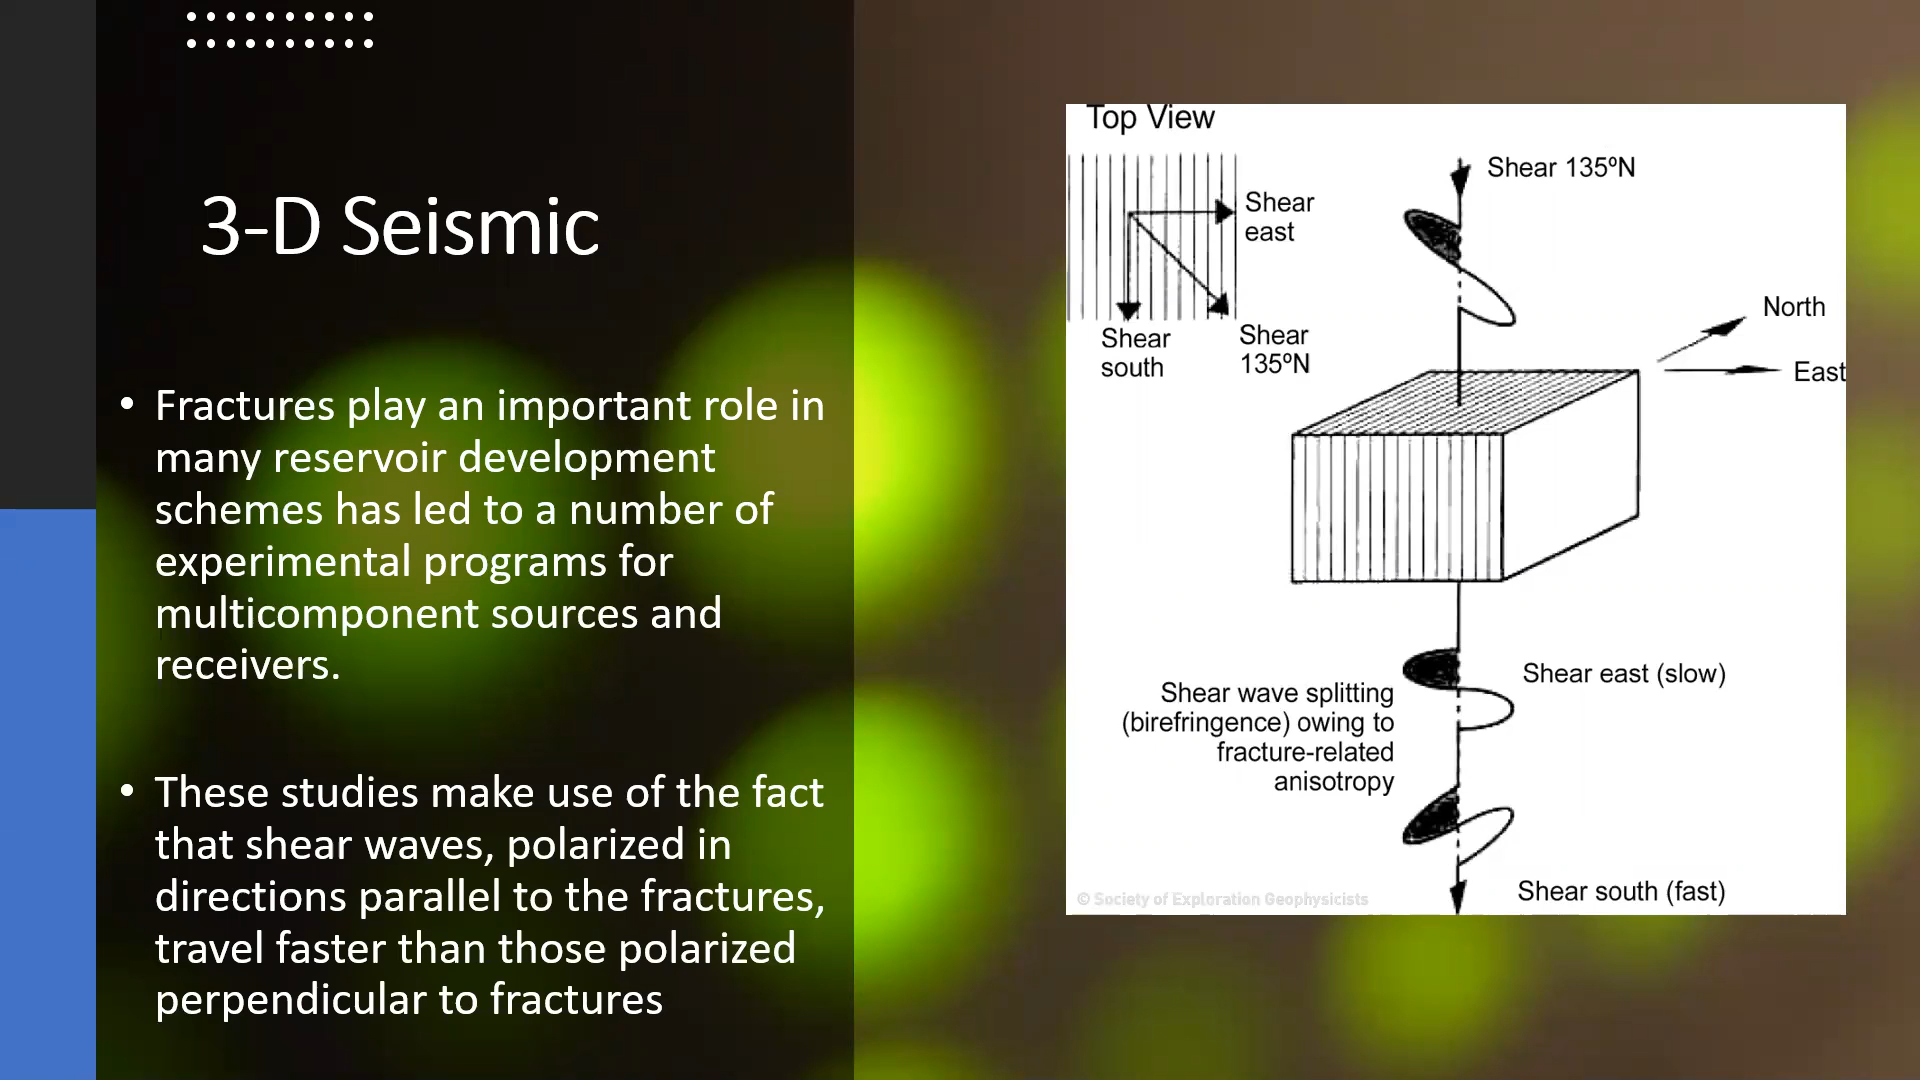 3-D Seismic
• Fractures play an important role in
many reservoir development
schemes has led to a number of
experimental programs for
multicomponent sources and
receivers.
• These studies make use of the fact
that shear waves, polarized in
directions parallel to the fractures,
travel faster than those polarized
perpendicular to fractures
Top View
Shear
east
Shear
south
Shear
135ºN
Shear 135ºN
North
East
Shear east (slow)
Shear wave splitting
(birefringence) owing to
fracture-related
anisotropy
Shear south (fast)
© Society of Exploration Geophysicists